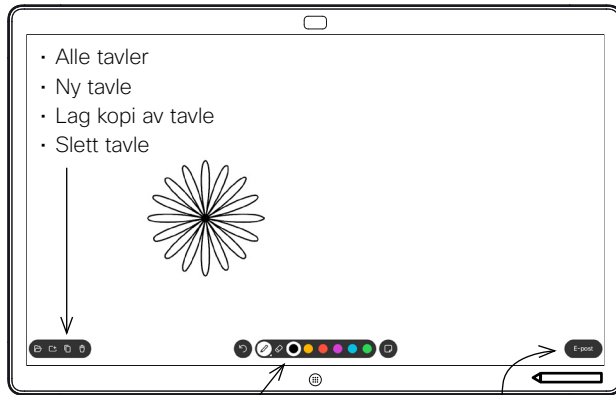 · Alle tavler
· Ny tavle
· Lag kopi av tavle
· Slett tavle
E-post